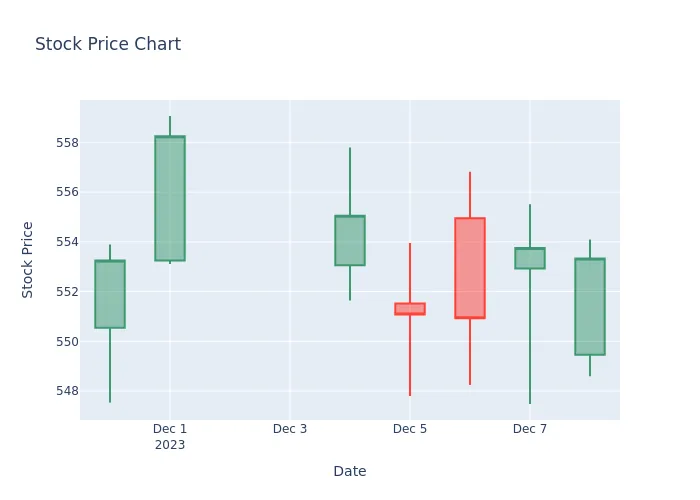 Stock Price Chart
Stock Price
558
556
554
552
550
548
Dec 1
2023
Dec 3
Dec 5
Dec 7
Date